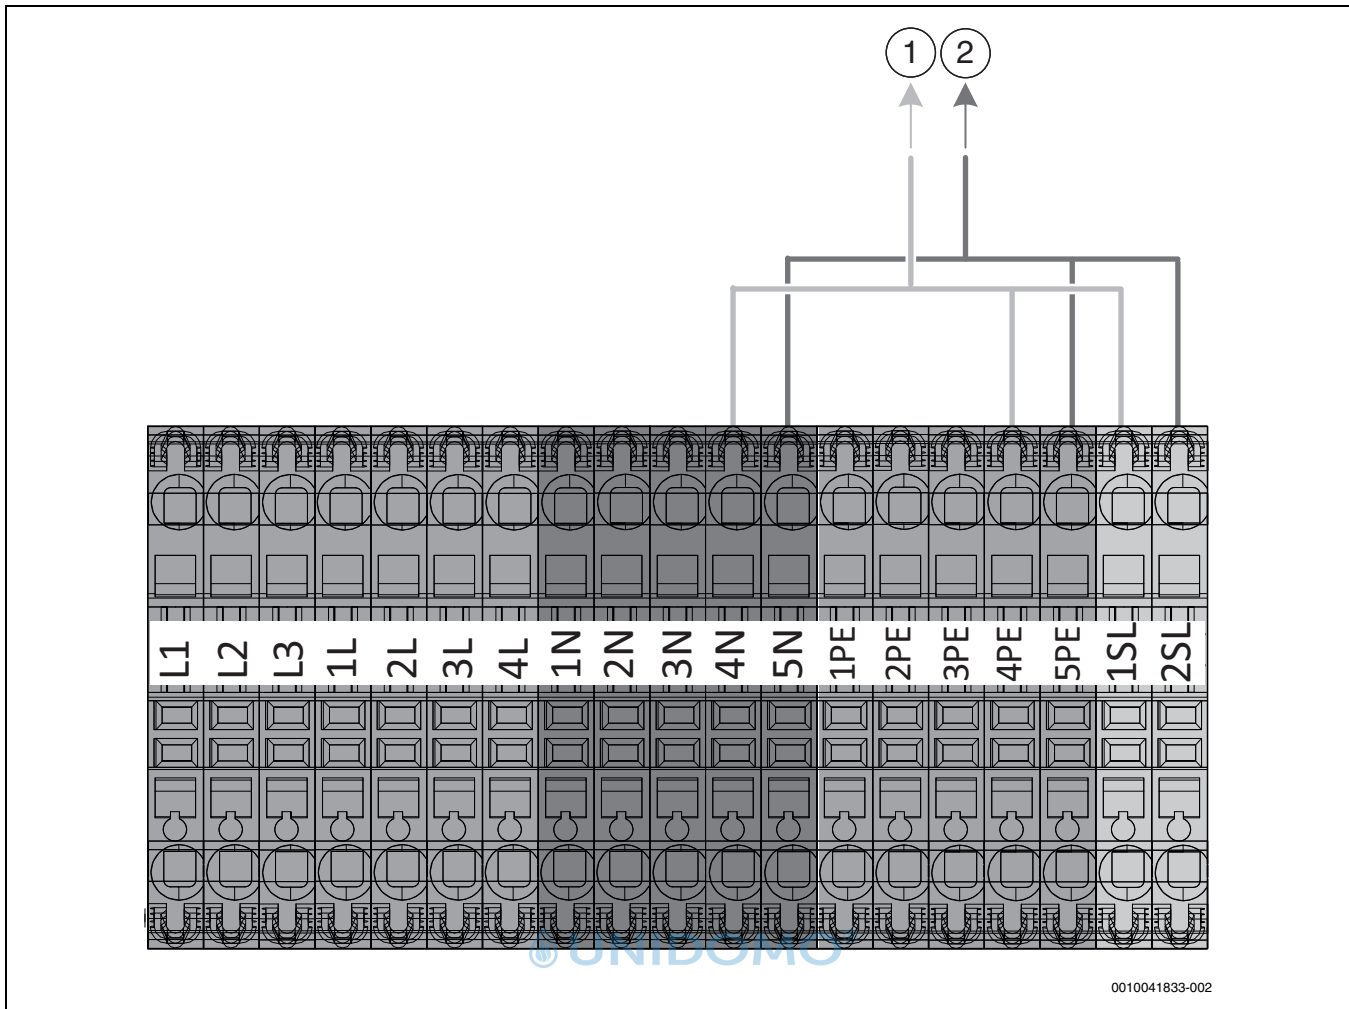 1 2
L1 L2 L3 1L 2L 3L 4L 1N 2N 3N 4N 5N 1PE 2PE 3PE 4PE 5PE 1SL 2SL
UNIDOMO
0010041833-002